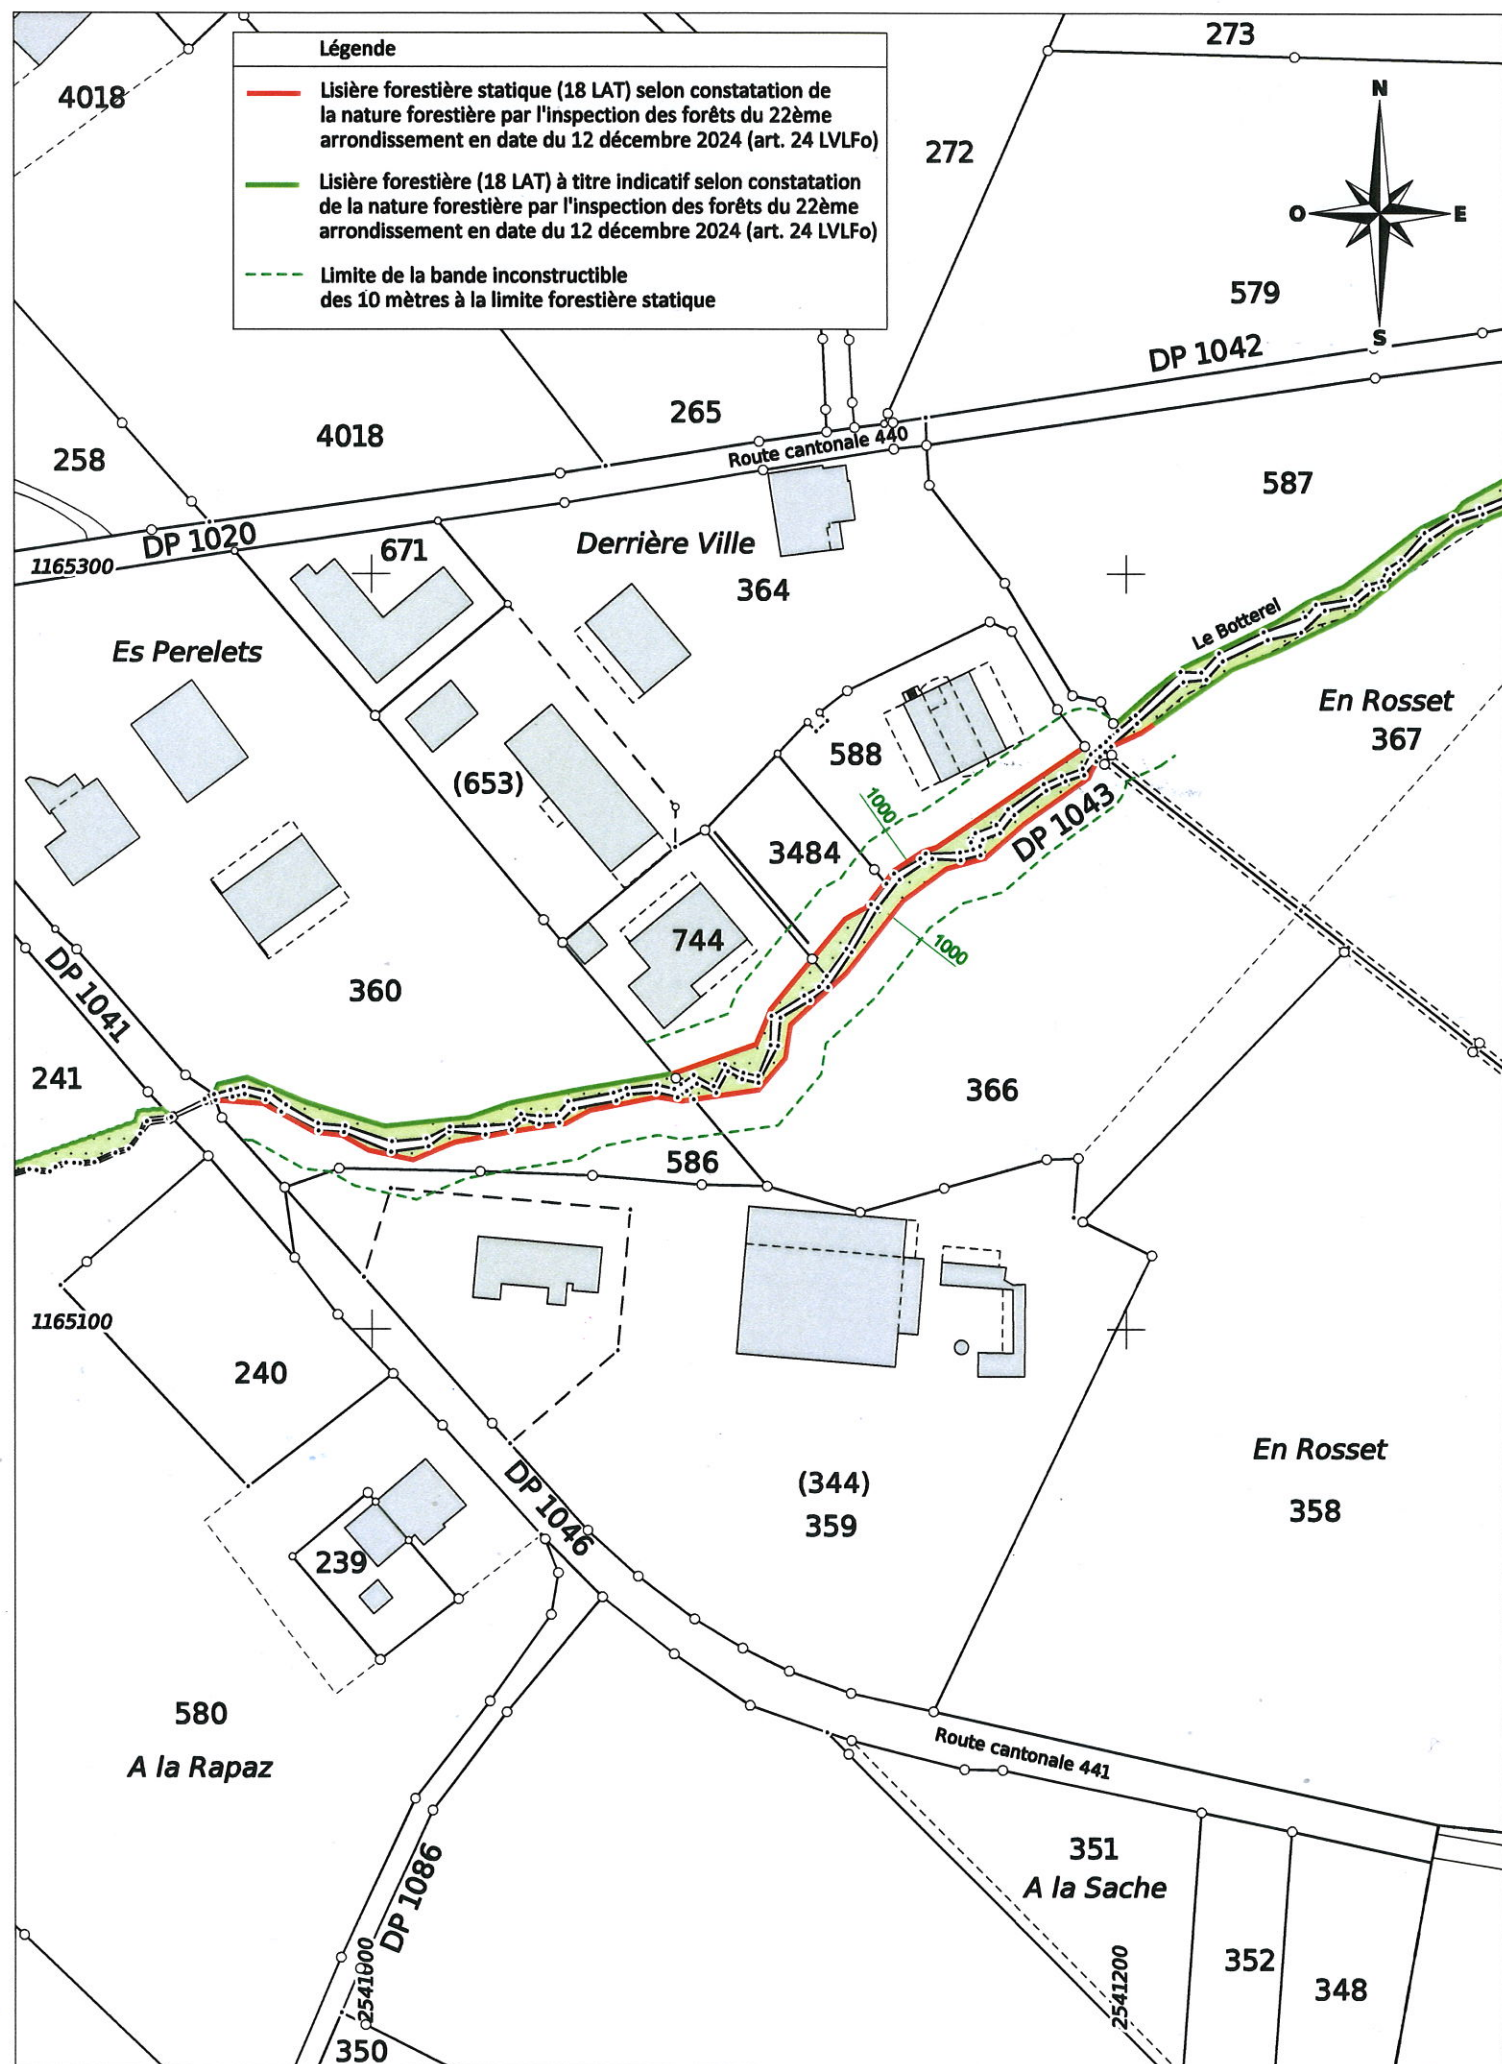 273
Légende
4018
Lisière forestière statique (18 LAT) selon constatation de
la nature forestière par l'inspection des forêts du 22ème
arrondissement en date du 12 décembre 2024 (art. 24 LVLFo)
Lisière forestière (18 LAT) à titre indicatif selon constatation
de la nature forestière par l'inspection des forêts du 22ème
arrondissement en date du 12 décembre 2024 (art. 24 LVLFo)
Limite de la bande inconstructible
des 10 mètres à la limite forestière statique
N
O
E
S
272
579
DP 1042
265
4018
258
Route cantonale 440
587
DP 1020
1165300
671
Derrière Ville
364
Le Botterel
Es Perelets
En Rosset
367
588
(653)
1000
DP 1043
3484
744
1000
360
DP 1041
241
366
586
1165100
240
En Rosset
(344)
359
358
DP 1046
239
580
A la Rapaz
Route cantonale 441
351
A la Sache
DP 1086
352
348
2541000
2541200
350